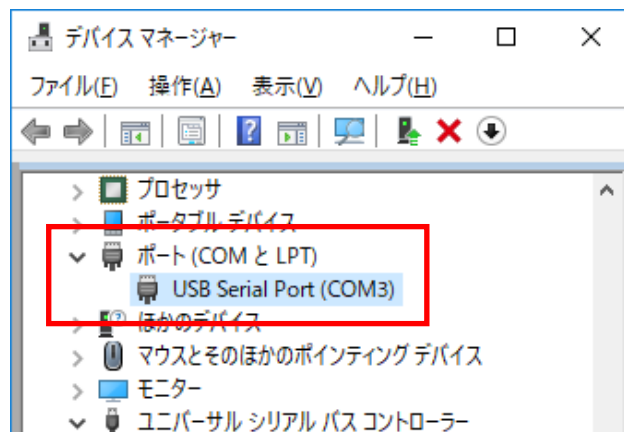 デバイス マネージャー
ファイル(F) 操作(A) 表示(V) ヘルプ(H)
プロセッサ
ポータブル デバイス
ポート (COM と LPT)
USB Serial Port (COM3)
ほかのデバイス
マウスとそのほかのポインティング デバイス
モニター
ユニバーサル シリアル バス コントローラー